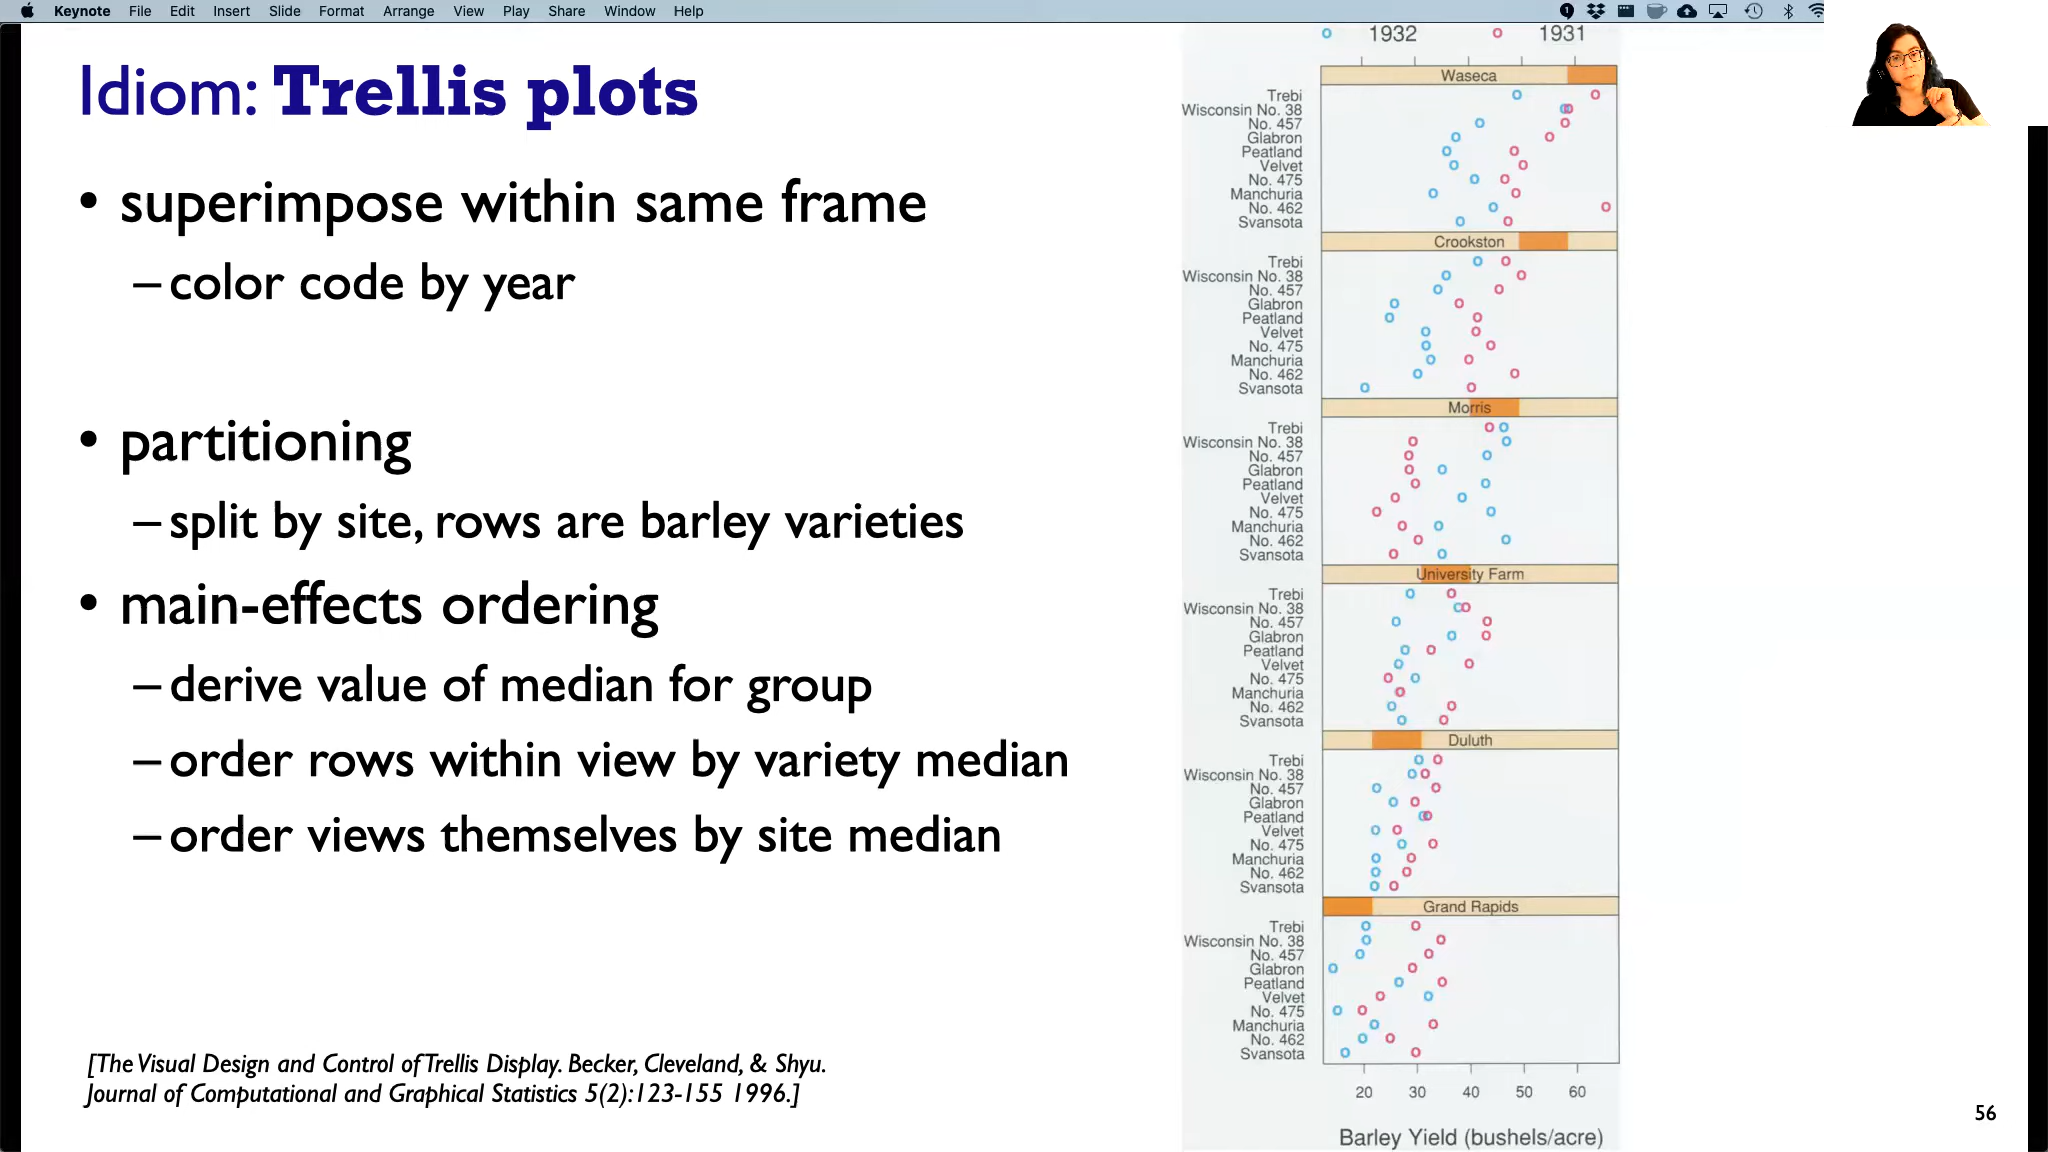 Keynote File Edit Insert Slide Format Arrange View Play Share Window Help
Idiom: Trellis plots
• superimpose within same frame
– color code by year
• partitioning
– split by site, rows are barley varieties
• main-effects ordering
– derive value of median for group
– order rows within view by variety median
– order views themselves by site median
[The Visual Design and Control of Trellis Display. Becker, Cleveland, & Shyu.
Journal of Computational and Graphical Statistics 5(2):123-155 1996.]
1932 1931
Waseca
Trebi
Wisconsin No. 38
No. 457
Glabron
Peatland
Velvet
No. 475
Manchuria
No. 462
Svansota
Crookston
Trebi
Wisconsin No. 38
No. 457
Glabron
Peatland
Velvet
No. 475
Manchuria
No. 462
Svansota
Morris
Trebi
Wisconsin No. 38
No. 457
Glabron
Peatland
Velvet
No. 475
Manchuria
No. 462
Svansota
University Farm
Trebi
Wisconsin No. 38
No. 457
Glabron
Peatland
Velvet
No. 475
Manchuria
No. 462
Svansota
Duluth
Trebi
Wisconsin No. 38
No. 457
Glabron
Peatland
Velvet
No. 475
Manchuria
No. 462
Svansota
Grand Rapids
Trebi
Wisconsin No. 38
No. 457
Glabron
Peatland
Velvet
No. 475
Manchuria
No. 462
Svansota
20 30 40 50 60
Barley Yield (bushels/acre)
56